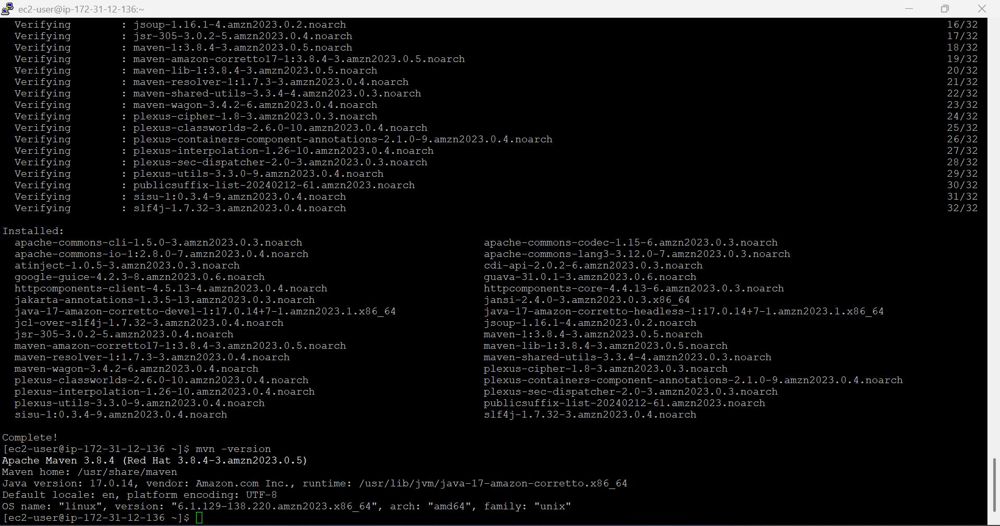 ec2-user@ip-172-31-12-136:~
Verifying : jsoup-1.16.1-4.amzn2023.0.2.noarch 16/32
Verifying : jsr-305-3.0.2-5.amzn2023.0.4.noarch 17/32
Verifying : maven-1:3.8.4-3.amzn2023.0.5.noarch 18/32
Verifying : maven-amazon-corretto17-1:3.8.4-3.amzn2023.0.5.noarch 19/32
Verifying : maven-lib-1:3.8.4-3.amzn2023.0.5.noarch 20/32
Verifying : maven-resolver-1:1.7.3-3.amzn2023.0.4.noarch 21/32
Verifying : maven-shared-utils-3.3.4-4.amzn2023.0.3.noarch 22/32
Verifying : maven-wagon-3.4.2-6.amzn2023.0.4.noarch 23/32
Verifying : plexus-cipher-1.8-3.amzn2023.0.3.noarch 24/32
Verifying : plexus-classworlds-2.6.0-10.amzn2023.0.4.noarch 25/32
Verifying : plexus-containers-component-annotations-2.1.0-9.amzn2023.0.4.noarch 26/32
Verifying : plexus-interpolation-1.26-10.amzn2023.0.4.noarch 27/32
Verifying : plexus-sec-dispatcher-2.0-3.amzn2023.0.3.noarch 28/32
Verifying : plexus-utils-3.3.0-9.amzn2023.0.4.noarch 29/32
Verifying : publicsuffix-list-20240212-61.amzn2023.noarch 30/32
Verifying : sisu-1:0.3.4-9.amzn2023.0.4.noarch 31/32
Verifying : slf4j-1.7.32-3.amzn2023.0.4.noarch 32/32
Installed:
apache-commons-cli-1.5.0-3.amzn2023.0.3.noarch apache-commons-codec-1.15-6.amzn2023.0.3.noarch
apache-commons-io-1:2.8.0-7.amzn2023.0.4.noarch apache-commons-lang3-3.12.0-7.amzn2023.0.3.noarch
atinject-1.0.5-3.amzn2023.0.3.noarch cdi-api-2.0.2-6.amzn2023.0.3.noarch
google-guice-4.2.3-8.amzn2023.0.6.noarch guava-31.0.1-3.amzn2023.0.6.noarch
httpcomponents-client-4.5.13-4.amzn2023.0.4.noarch httpcomponents-core-4.4.13-6.amzn2023.0.3.noarch
jakarta-annotations-1.3.5-13.amzn2023.0.3.noarch jansi-2.4.0-3.amzn2023.0.3.x86_64
java-17-amazon-corretto-devel-1:17.0.14+7-1.amzn2023.1.x86_64 java-17-amazon-corretto-headless-1:17.0.14+7-1.amzn2023.1.x86_64
jcl-over-slf4j-1.7.32-3.amzn2023.0.4.noarch jsoup-1.16.1-4.amzn2023.0.2.noarch
jsr-305-3.0.2-5.amzn2023.0.4.noarch maven-1:3.8.4-3.amzn2023.0.5.noarch
maven-amazon-corretto17-1:3.8.4-3.amzn2023.0.5.noarch maven-lib-1:3.8.4-3.amzn2023.0.5.noarch
maven-resolver-1:1.7.3-3.amzn2023.0.4.noarch maven-shared-utils-3.3.4-4.amzn2023.0.3.noarch
maven-wagon-3.4.2-6.amzn2023.0.4.noarch plexus-cipher-1.8-3.amzn2023.0.3.noarch
plexus-classworlds-2.6.0-10.amzn2023.0.4.noarch plexus-containers-component-annotations-2.1.0-9.amzn2023.0.4.noarch
plexus-interpolation-1.26-10.amzn2023.0.4.noarch plexus-sec-dispatcher-2.0-3.amzn2023.0.3.noarch
plexus-utils-3.3.0-9.amzn2023.0.4.noarch publicsuffix-list-20240212-61.amzn2023.noarch
sisu-1:0.3.4-9.amzn2023.0.4.noarch slf4j-1.7.32-3.amzn2023.0.4.noarch
Complete!
[ec2-user@ip-172-31-12-136 ~]$ mvn -version
Apache Maven 3.8.4 (Red Hat 3.8.4-3.amzn2023.0.5)
Maven home: /usr/share/maven
Java version: 17.0.14, vendor: Amazon.com Inc., runtime: /usr/lib/jvm/java-17-amazon-corretto.x86_64
Default locale: en, platform encoding: UTF-8
OS name: "linux", version: "6.1.129-138.220.amzn2023.x86_64", arch: "amd64", family: "unix"
[ec2-user@ip-172-31-12-136 ~]$